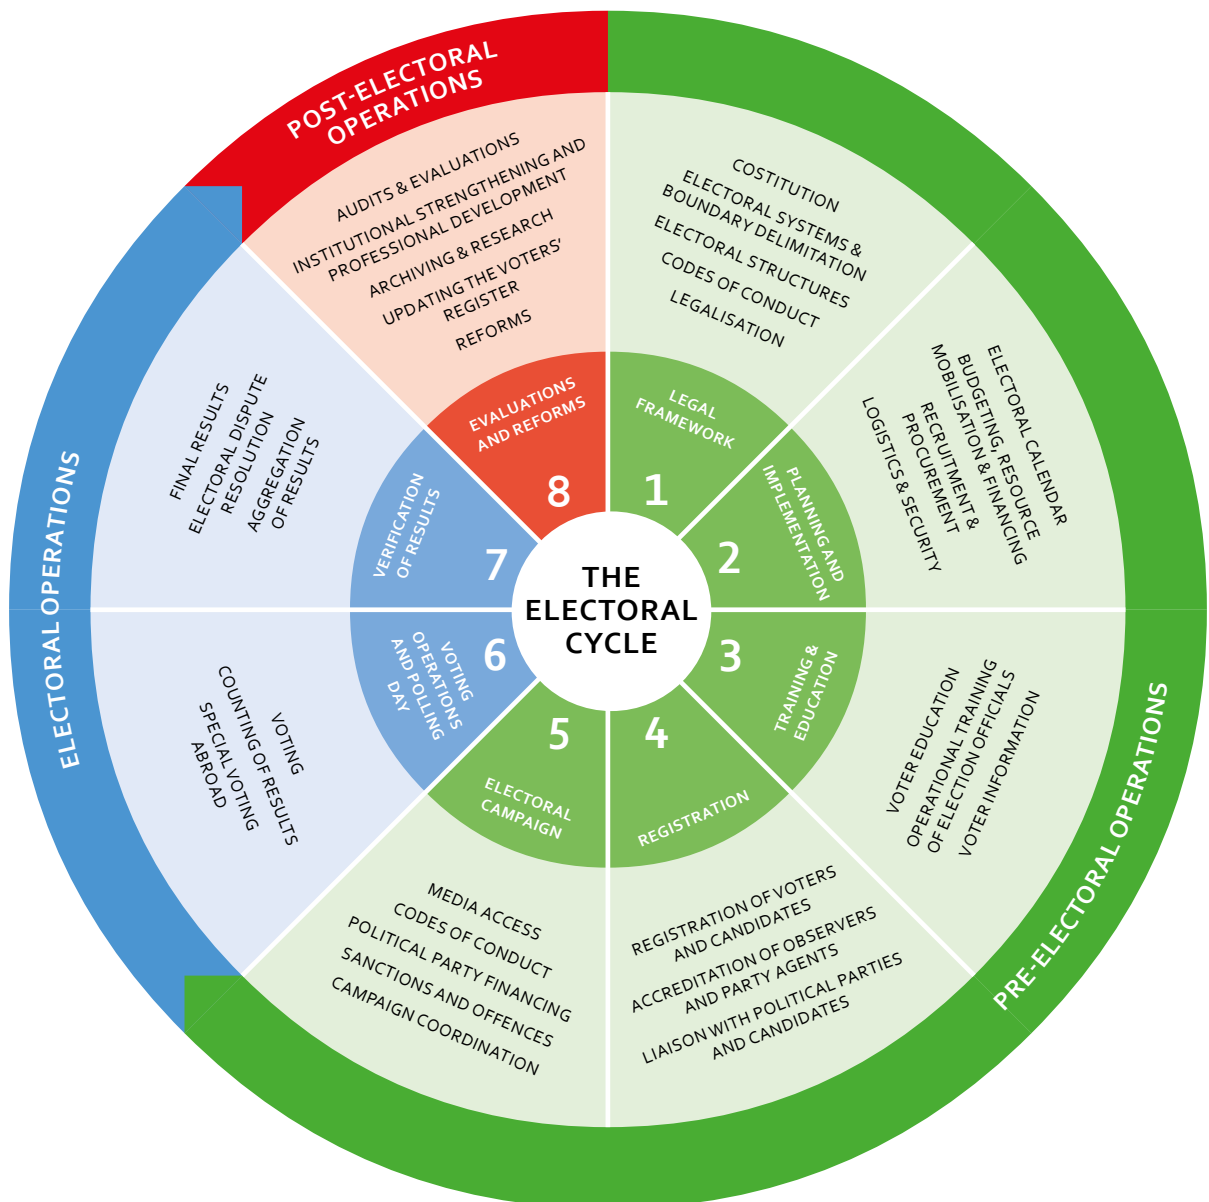 THE
ELECTORAL
CYCLE
PRE-ELECTORAL OPERATIONS
1
LEGAL
FRAMEWORK
COSTITUTION
ELECTORAL SYSTEMS &
BOUNDARY DELIMITATION
ELECTORAL STRUCTURES
CODES OF CONDUCT
LEGALISATION
2
PLANNING AND
IMPLEMENTATION
ELECTORAL CALENDAR
BUDGETING, RESOURCE
MOBILISATION & FINANCING
RECRUITMENT &
PROCUREMENT
LOGISTICS & SECURITY
3
TRAINING &
EDUCATION
VOTER EDUCATION
OPERATIONAL TRAINING
OF ELECTION OFFICIALS
VOTER INFORMATION
4
REGISTRATION
REGISTRATION OF VOTERS
AND CANDIDATES
ACCREDITATION OF OBSERVERS
AND PARTY AGENTS
LIAISON WITH POLITICAL PARTIES
AND CANDIDATES
5
ELECTORAL
CAMPAIGN
MEDIA ACCESS
CODES OF CONDUCT
POLITICAL PARTY FINANCING
SANCTIONS AND OFFENCES
CAMPAIGN COORDINATION
ELECTORAL OPERATIONS
6
VOTING
OPERATIONS
AND POLLING
DAY
VOTING
COUNTING OF RESULTS
SPECIAL VOTING
ABROAD
7
VERIFICATION
OF RESULTS
FINAL RESULTS
ELECTORAL DISPUTE
RESOLUTION
AGGREGATION
OF RESULTS
POST-ELECTORAL
OPERATIONS
8
EVALUATIONS
AND REFORMS
AUDITS & EVALUATIONS
INSTITUTIONAL STRENGTHENING AND
PROFESSIONAL DEVELOPMENT
ARCHIVING & RESEARCH
UPDATING THE VOTERS'
REGISTER
REFORMS